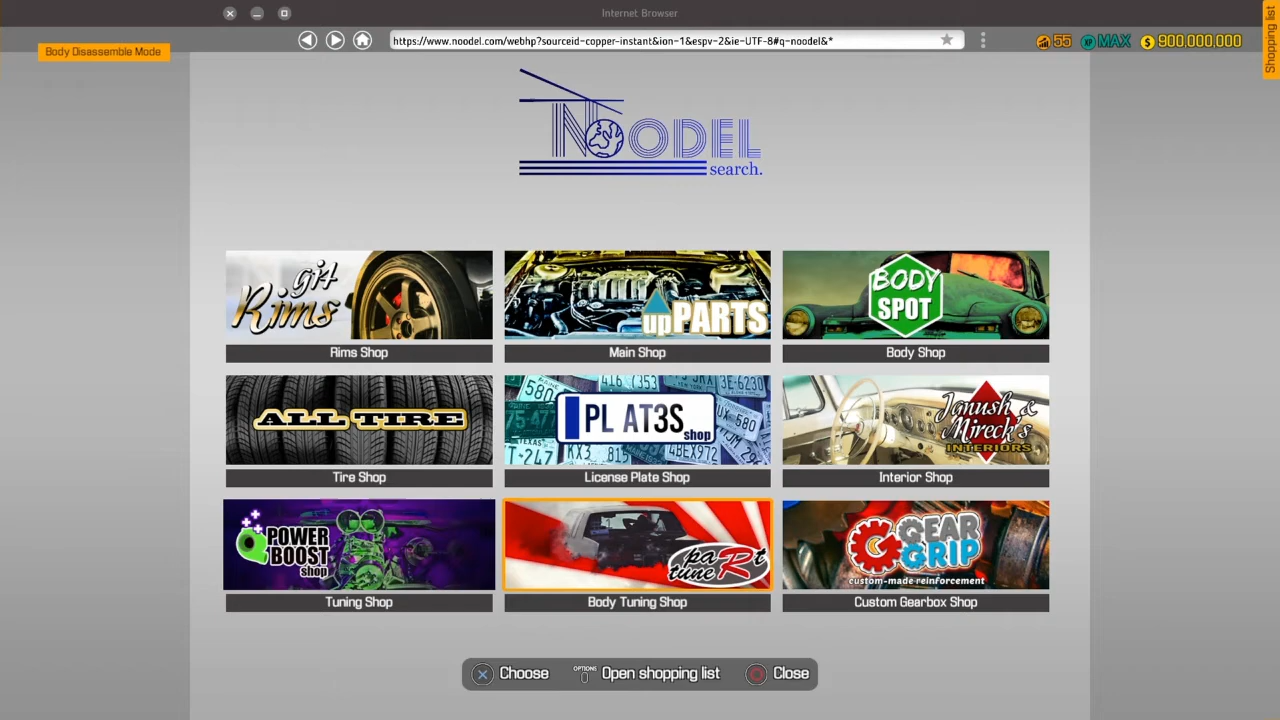 Internet Browser
Shopping list
https://www.noodel.com/webhp?sourceid-copper-instant&ion-1&espv-2&ie-UTF-8#q-noodel&*
Body Disassemble Mode
55
XP MAX
$ 900,000,000
NOODEL
search.
gi4
Rims
upPARTS
BODY
SPOT
Rims Shop
Main Shop
Body Shop
ALL TIRE
PL AT3S
shop
Janush &
Mireck's
INTERIORS
Tire Shop
License Plate Shop
Interior Shop
POWER
BOOST
shop
paRt
tuneR
GEAR
GRIP
custom-made reinforcement
Tuning Shop
Body Tuning Shop
Custom Gearbox Shop
Choose
OPTIONS
Open shopping list
Close